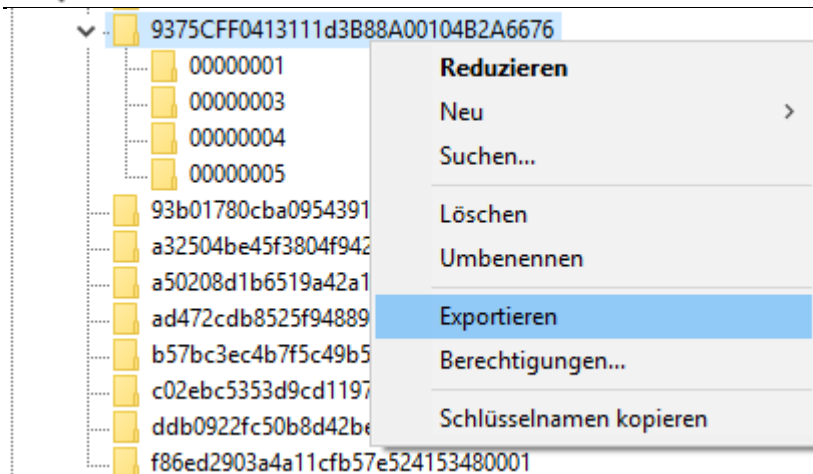 9375CFF0413111d3B88A00104B2A6676
00000001
00000003
00000004
00000005
93b01780cba0954391
a32504be45f3804f942
a50208d1b6519a42a1
ad472cdb8525f94889
b57bc3ec4b7f5c49b5
c02ebc5353d9cd1197
ddb0922fc50b8d42be
f86ed2903a4a11cfb57e524153480001
Reduzieren
Neu
Suchen...
Löschen
Umbenennen
Exportieren
Berechtigungen...
Schlüsselnamen kopieren